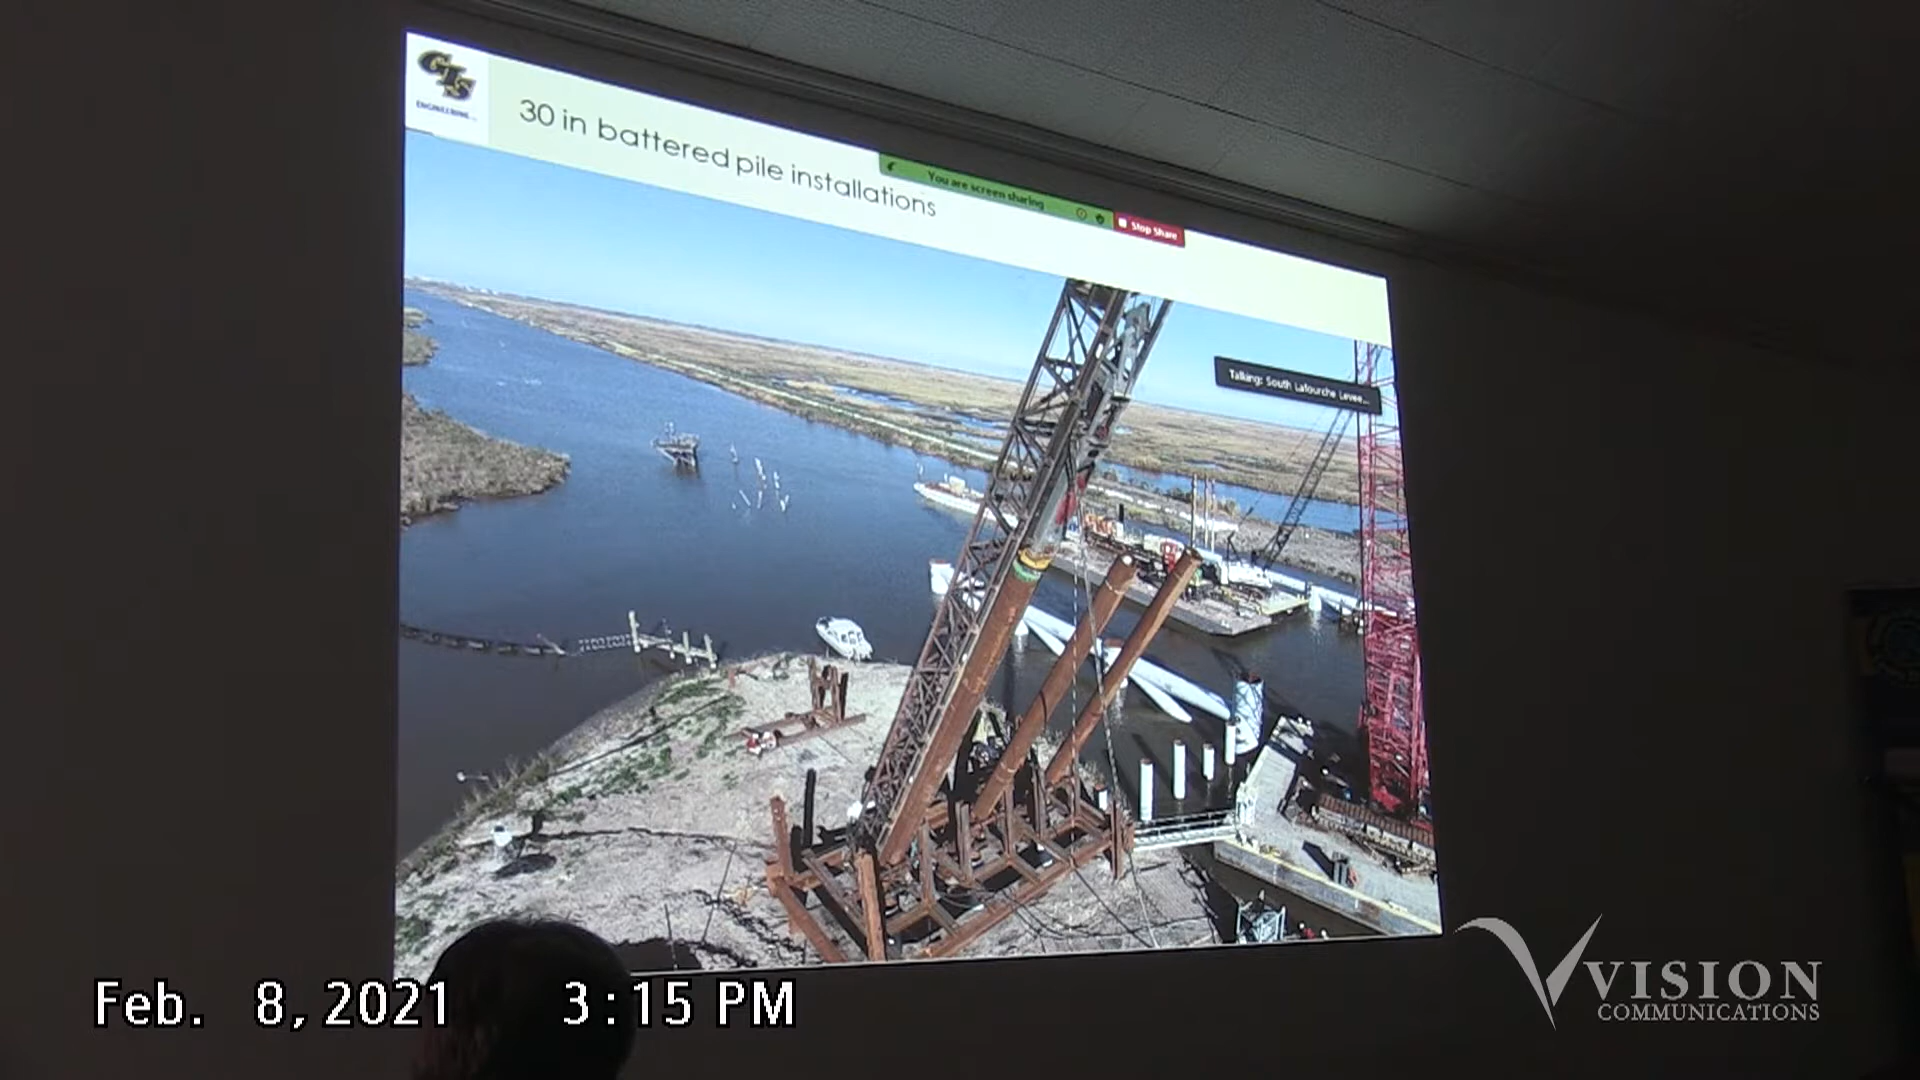 GIS
ENGINEERING
30 in battered pile installations
You are screen sharing
Stop Share
Talking: South Lafourche Levee...
Feb. 8, 2021 3:15 PM
VISION
COMMUNICATIONS